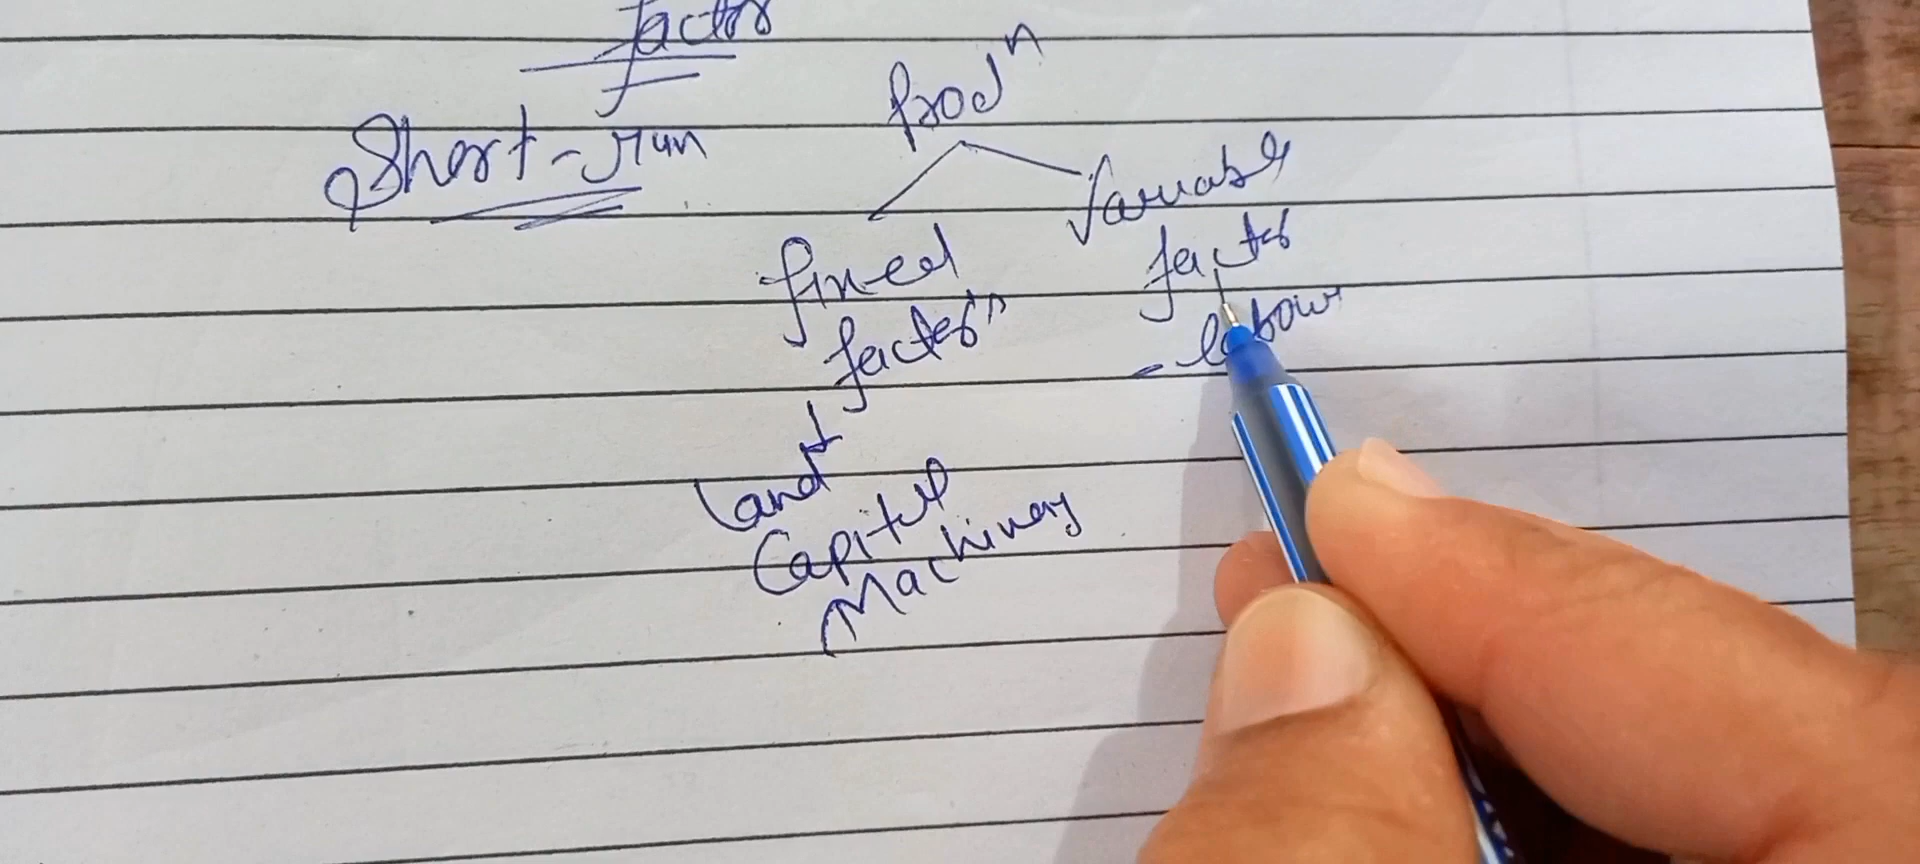 factor
Short-run
Prodⁿ
fixed
factor"
Variable
factor
- labour
Land
Capital
Machinery